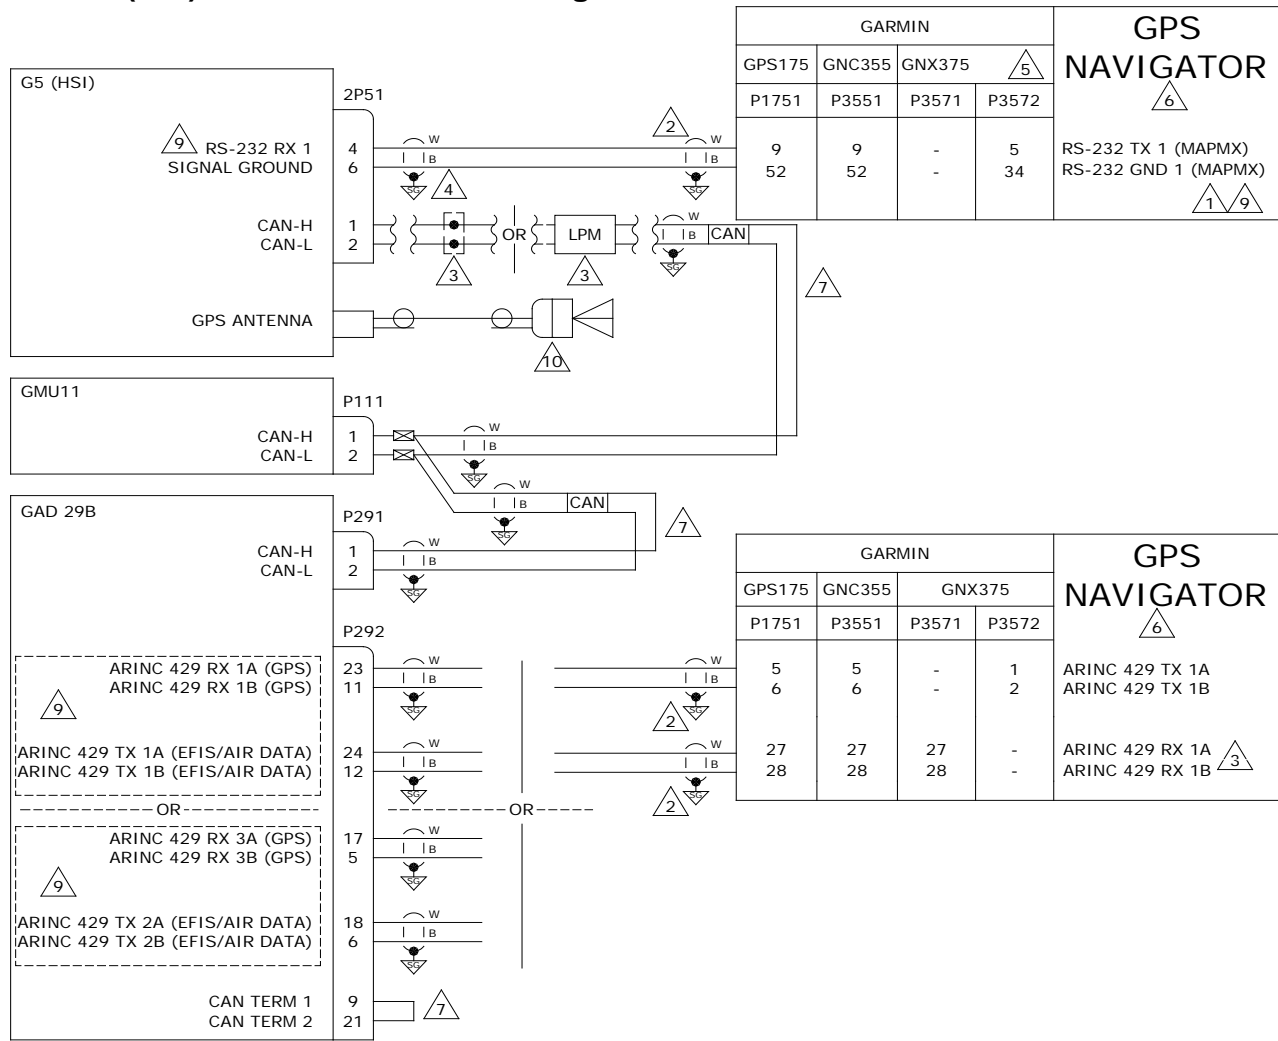 G5 (HSI)
2P51
9 RS-232 RX 1 4
SIGNAL GROUND 6
W
B
SG
4
2
W
B
SG
CAN-H 1
CAN-L 2
3
OR
LPM
3
W
B
CAN
SG
7
GPS ANTENNA
10
GARMIN
GPS175 GNC355 GNX375 5
P1751 P3551 P3571 P3572
GPS
NAVIGATOR
6
9 9 - 5 RS-232 TX 1 (MAPMX)
52 52 - 34 RS-232 GND 1 (MAPMX)
1 9
GMU11
P111
CAN-H 1
CAN-L 2
W
B
SG
W
B
CAN
SG
7
GAD 29B
P291
CAN-H 1
CAN-L 2
W
B
SG
P292
ARINC 429 RX 1A (GPS) 23
ARINC 429 RX 1B (GPS) 11
9
W
B
SG
ARINC 429 TX 1A (EFIS/AIR DATA) 24
ARINC 429 TX 1B (EFIS/AIR DATA) 12
W
B
SG
OR
OR
ARINC 429 RX 3A (GPS) 17
ARINC 429 RX 3B (GPS) 5
9
W
B
SG
ARINC 429 TX 2A (EFIS/AIR DATA) 18
ARINC 429 TX 2B (EFIS/AIR DATA) 6
W
B
SG
CAN TERM 1 9
CAN TERM 2 21
7
W
B
SG
2
W
B
SG
2
GARMIN
GPS175 GNC355 GNX375
P1751 P3551 P3571 P3572
GPS
NAVIGATOR
6
5 5 - 1 ARINC 429 TX 1A
6 6 - 2 ARINC 429 TX 1B
27 27 27 - ARINC 429 RX 1A
28 28 28 - ARINC 429 RX 1B
3